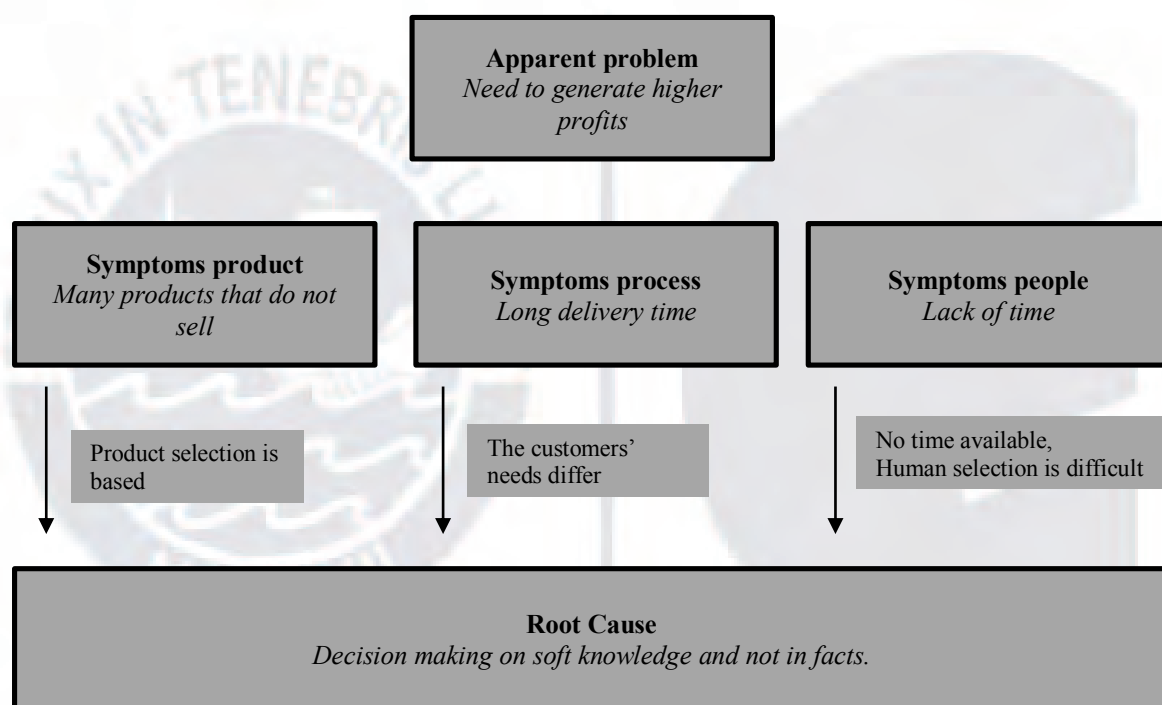 Apparent problem
Need to generate higher
profits
Symptoms product
Many products that do not
sell
Symptoms process
Long delivery time
Symptoms people
Lack of time
Product selection is
based
The customers’
needs differ
No time available,
Human selection is difficult
Root Cause
Decision making on soft knowledge and not in facts.
IN TENEBRIS